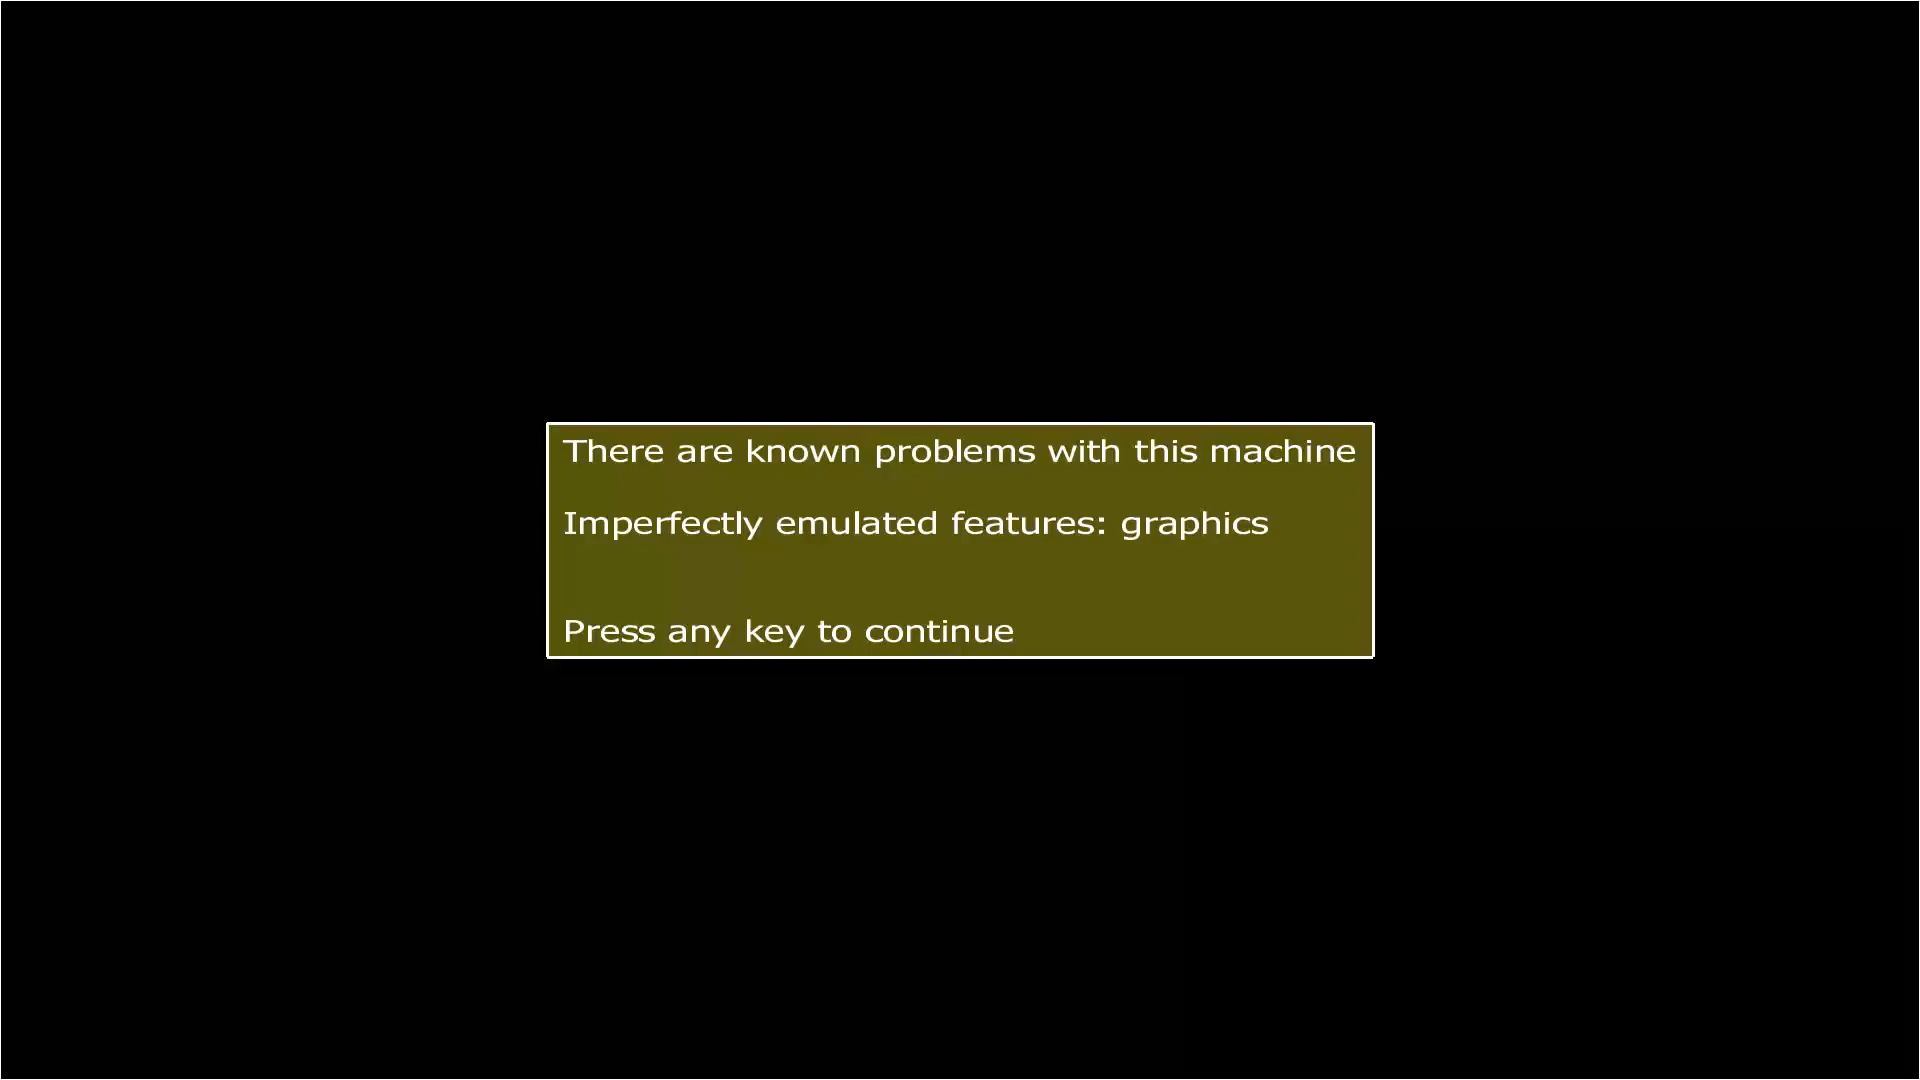 There are known problems with this machine
Imperfectly emulated features: graphics
Press any key to continue